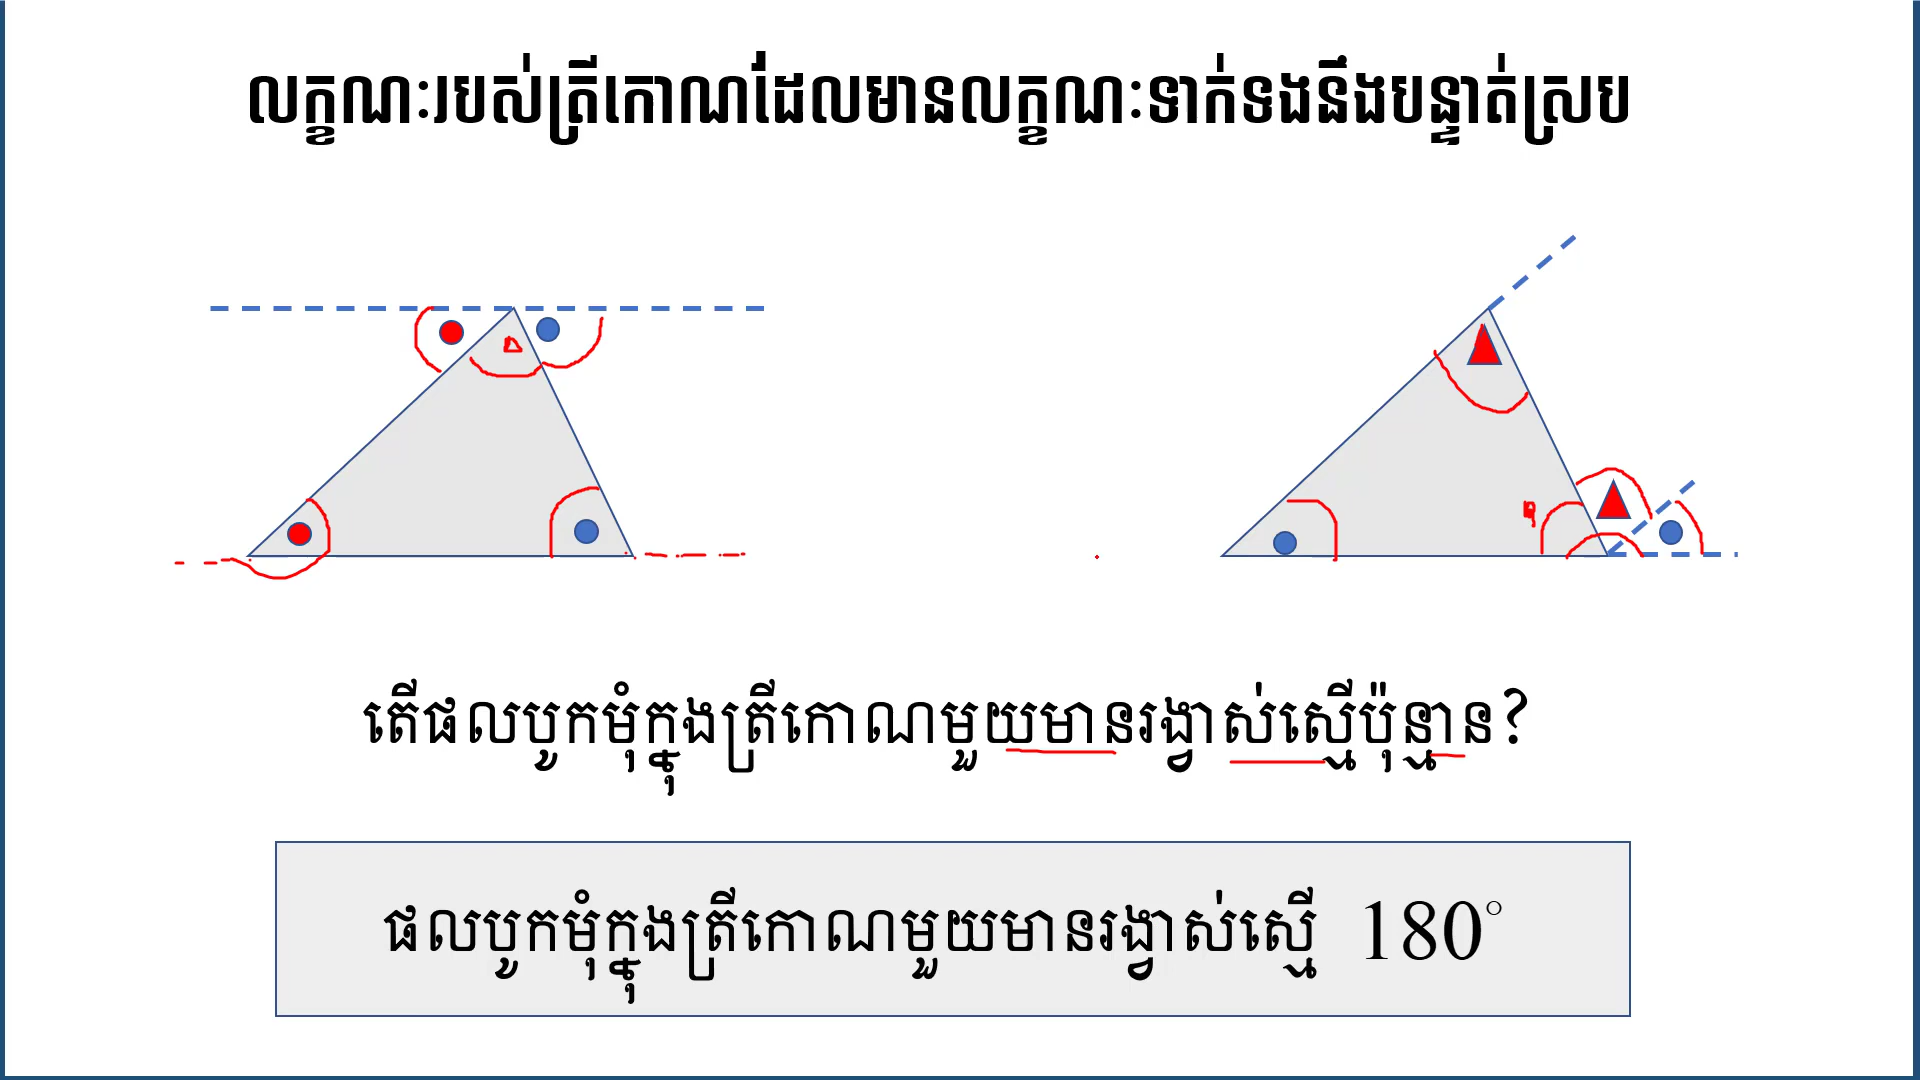 លក្ខណៈរបស់ត្រីកោណដែលមានលក្ខណៈទាក់ទងនឹងបន្ទាត់ស្រប
តើផលបូកមុំក្នុងត្រីកោណមួយមានរង្វាស់ស្មើប៉ុន្មាន?
ផលបូកមុំក្នុងត្រីកោណមួយមានរង្វាស់ស្មើ 180°